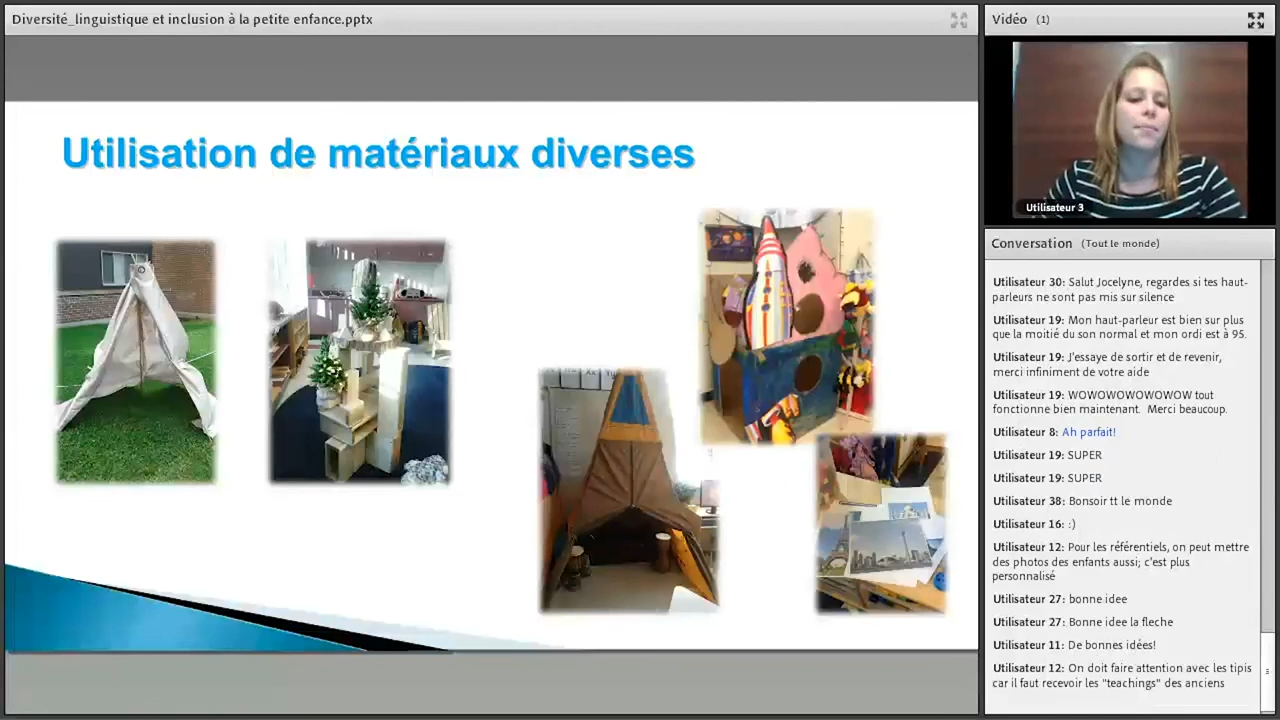 Diversité_linguistique et inclusion à la petite enfance.pptx
Utilisation de matériaux diverses
Vidéo (1)
Utilisateur 3
Conversation (Tout le monde)
Utilisateur 30: Salut Jocelyne, regardes si tes haut-
parleurs ne sont pas mis sur silence
Utilisateur 19: Mon haut-parleur est bien sur plus
que la moitié du son normal et mon ordi est à 95.
Utilisateur 19: J'essaye de sortir et de revenir,
merci infiniment de votre aide
Utilisateur 19: WOWOWOWOWOWOW tout
fonctionne bien maintenant. Merci beaucoup.
Utilisateur 8: Ah parfait!
Utilisateur 19: SUPER
Utilisateur 19: SUPER
Utilisateur 38: Bonsoir tt le monde
Utilisateur 16: :)
Utilisateur 12: Pour les référentiels, on peut mettre
des photos des enfants aussi; c'est plus
personnalisé
Utilisateur 27: bonne idee
Utilisateur 27: Bonne idee la fleche
Utilisateur 11: De bonnes idées!
Utilisateur 12: On doit faire attention avec les tipis
car il faut recevoir les "teachings" des anciens